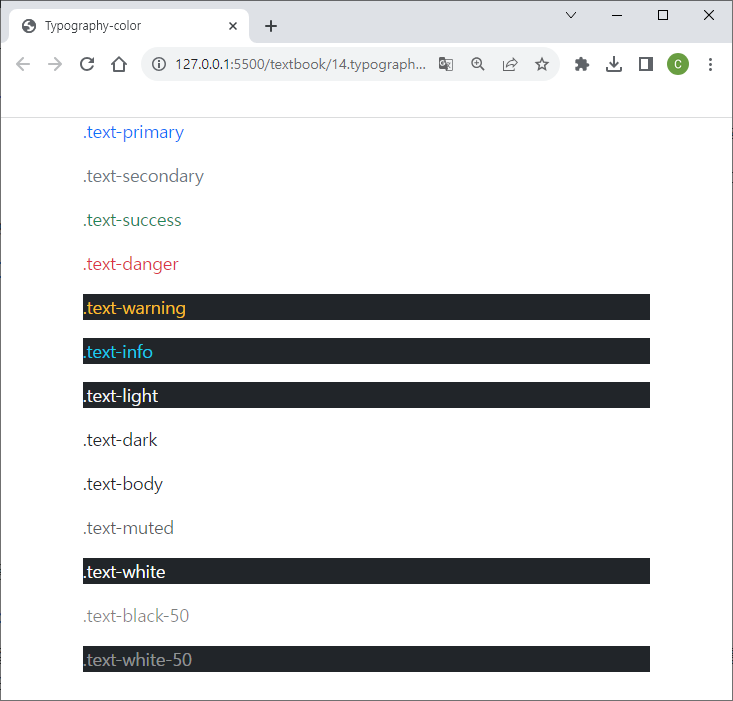 Typography-color
127.0.0.1:5500/textbook/14.typograph...
C
.text-primary
.text-secondary
.text-success
.text-danger
.text-warning
.text-info
.text-light
.text-dark
.text-body
.text-muted
.text-white
.text-black-50
.text-white-50